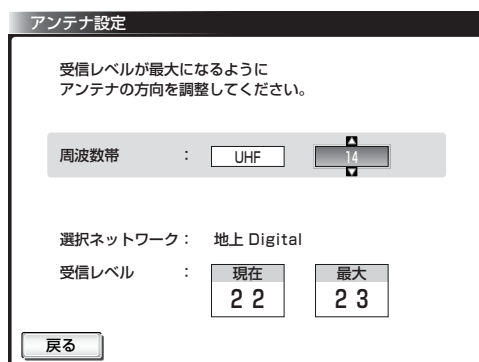 アンテナ設定
受信レベルが最大になるように
アンテナの方向を調整してください。
周波数帯 : UHF 14
選択ネットワーク: 地上 Digital
受信レベル : 現在 最大
22 23
戻る